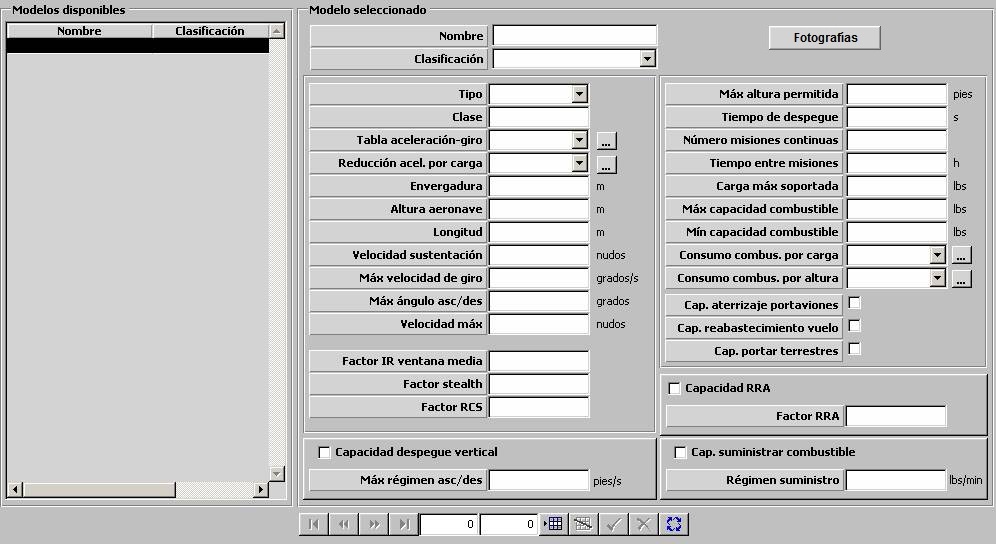 Modelos disponibles
Nombre
Clasificación
Modelo seleccionado
Nombre
Fotografías
Clasificación
Tipo
Clase
Tabla aceleración-giro
...
Reducción acel. por carga
...
Envergadura
m
Altura aeronave
m
Longitud
m
Velocidad sustentación
nudos
Máx velocidad de giro
grados/s
Máx ángulo asc/des
grados
Velocidad máx
nudos
Factor IR ventana media
Factor stealth
Factor RCS
Capacidad despegue vertical
Máx régimen asc/des
pies/s
Máx altura permitida
pies
Tiempo de despegue
s
Número misiones continuas
Tiempo entre misiones
h
Carga máx soportada
lbs
Máx capacidad combustible
lbs
Mín capacidad combustible
lbs
Consumo combus. por carga
...
Consumo combus. por altura
...
Cap. aterrizaje portaviones
Cap. reabastecimiento vuelo
Cap. portar terrestres
Capacidad RRA
Factor RRA
Cap. suministrar combustible
Régimen suministro
lbs/min
0
0